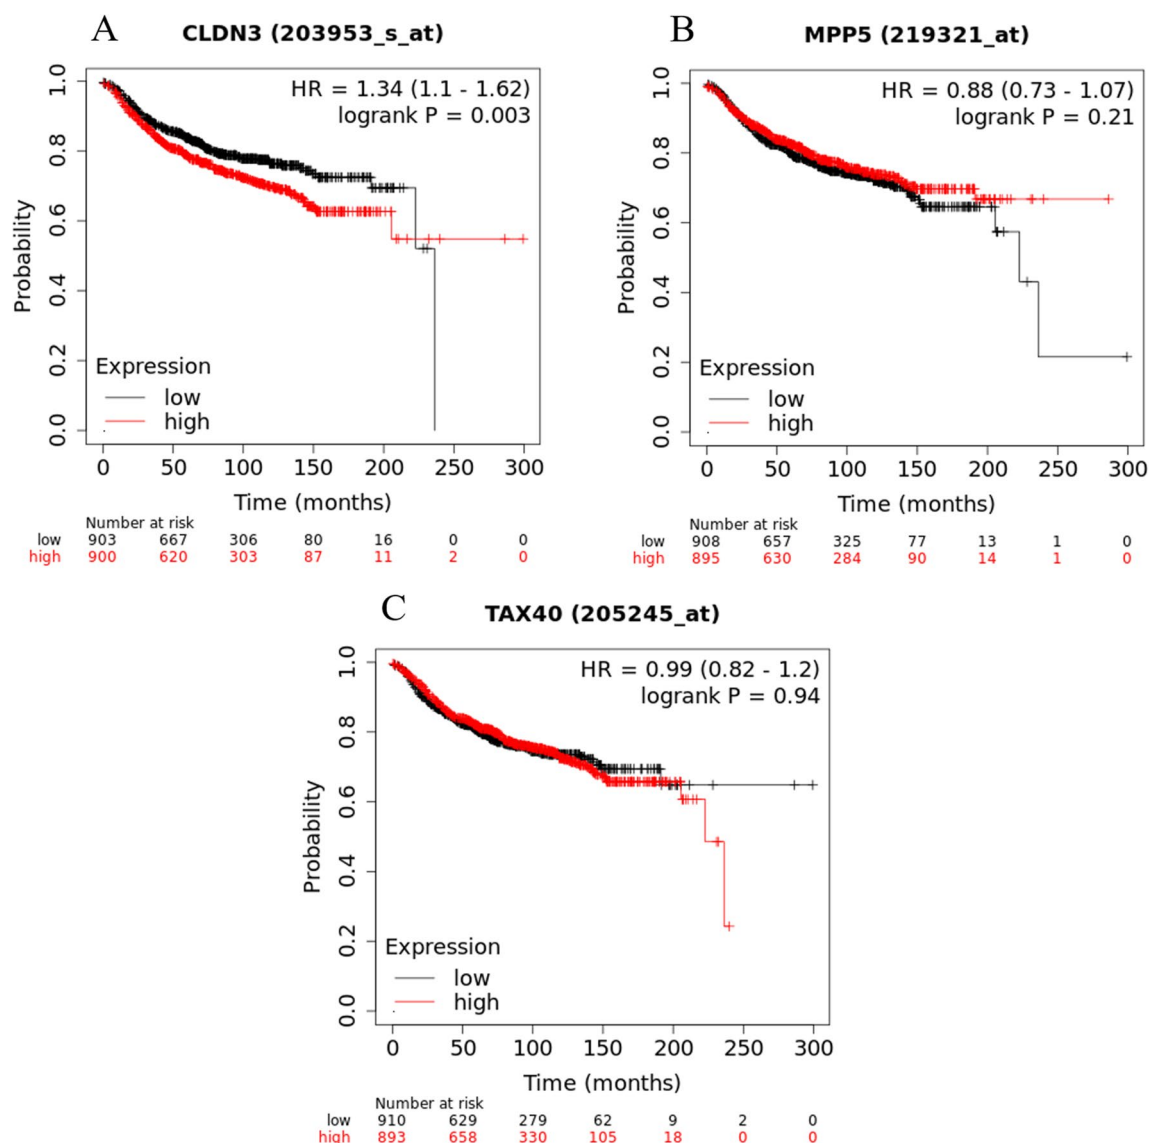 A
CLDN3 (203953_s_at)
HR = 1.34 (1.1 - 1.62)
logrank P = 0.003
Probability
1.0
0.8
0.6
0.4
0.2
0.0
Expression
low
high
0 50 100 150 200 250 300
Time (months)
Number at risk
low 903 667 306 80 16 0 0
high 900 620 303 87 11 2 0
B
MPP5 (219321_at)
HR = 0.88 (0.73 - 1.07)
logrank P = 0.21
Probability
1.0
0.8
0.6
0.4
0.2
0.0
Expression
low
high
0 50 100 150 200 250 300
Time (months)
Number at risk
low 908 657 325 77 13 1 0
high 895 630 284 90 14 1 0
C
TAX40 (205245_at)
HR = 0.99 (0.82 - 1.2)
logrank P = 0.94
Probability
1.0
0.8
0.6
0.4
0.2
0.0
Expression
low
high
0 50 100 150 200 250 300
Time (months)
Number at risk
low 910 629 279 62 9 2 0
high 893 658 330 105 18 0 0